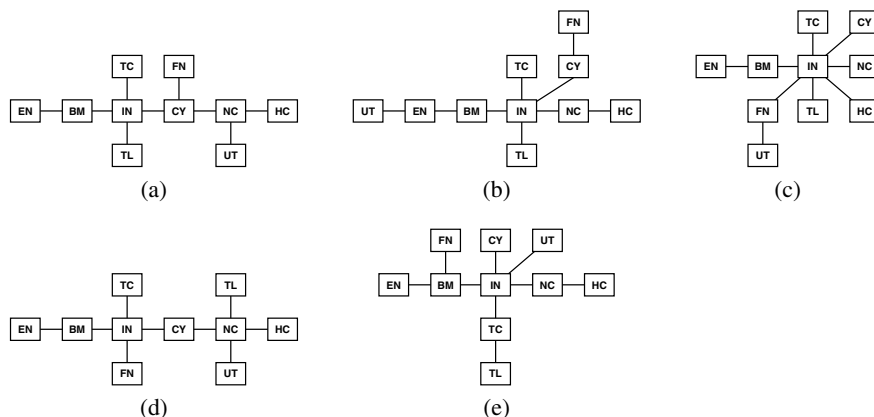 TC FN
EN BM IN CY NC HC
TL UT
(a)
FN
TC CY
UT EN BM IN NC HC
TL
(b)
TC CY
EN BM IN NC
FN TL HC
UT
(c)
TC TL
EN BM IN CY NC HC
FN UT
(d)
FN CY UT
EN BM IN NC HC
TC
TL
(e)